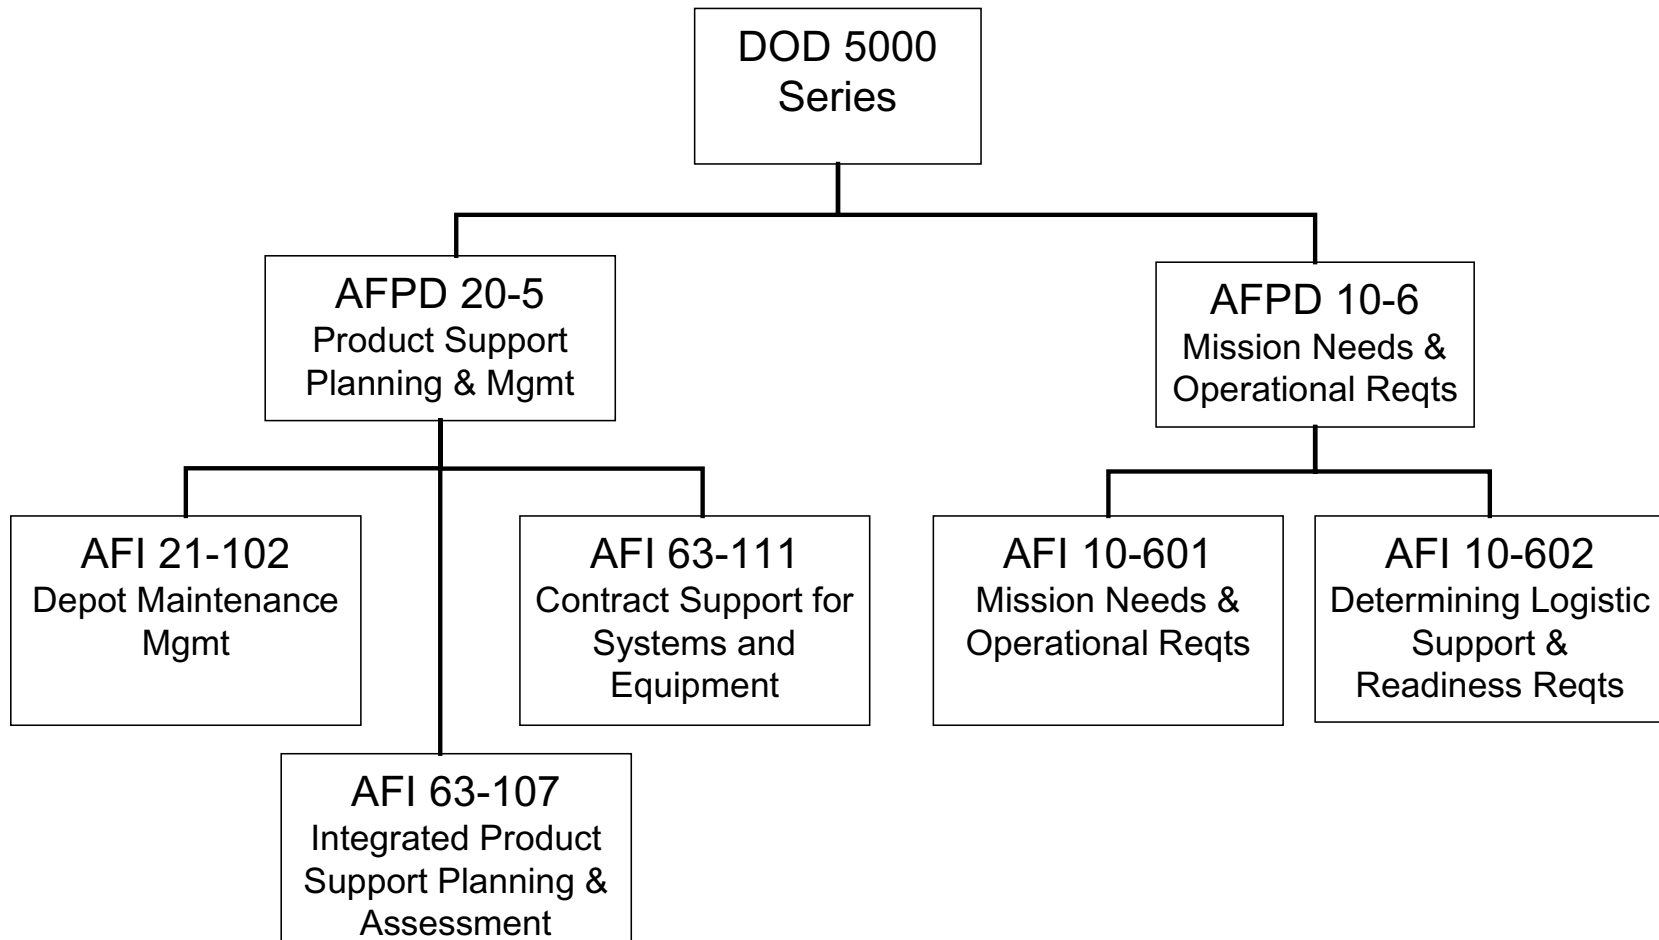 DOD 5000
Series
AFPD 20-5
Product Support
Planning & Mgmt
AFPD 10-6
Mission Needs &
Operational Reqts
AFI 21-102
Depot Maintenance
Mgmt
AFI 63-111
Contract Support for
Systems and
Equipment
AFI 10-601
Mission Needs &
Operational Reqts
AFI 10-602
Determining Logistic
Support &
Readiness Reqts
AFI 63-107
Integrated Product
Support Planning &
Assessment